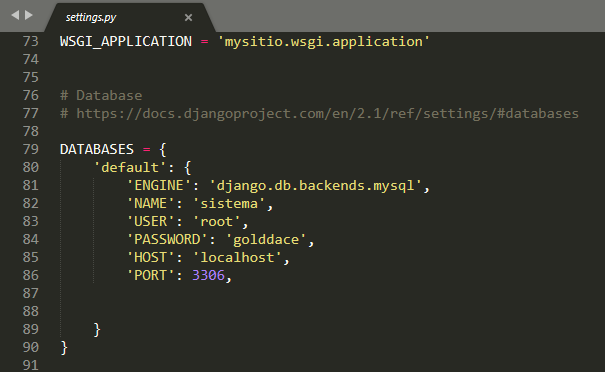 settings.py
73 WSGI_APPLICATION = 'mysitio.wsgi.application'
74
75
76 # Database
77 # https://docs.djangoproject.com/en/2.1/ref/settings/#databases
78
79 DATABASES = {
80     'default': {
81         'ENGINE': 'django.db.backends.mysql',
82         'NAME': 'sistema',
83         'USER': 'root',
84         'PASSWORD': 'golddace',
85         'HOST': 'localhost',
86         'PORT': 3306,
87
88
89     }
90 }
91